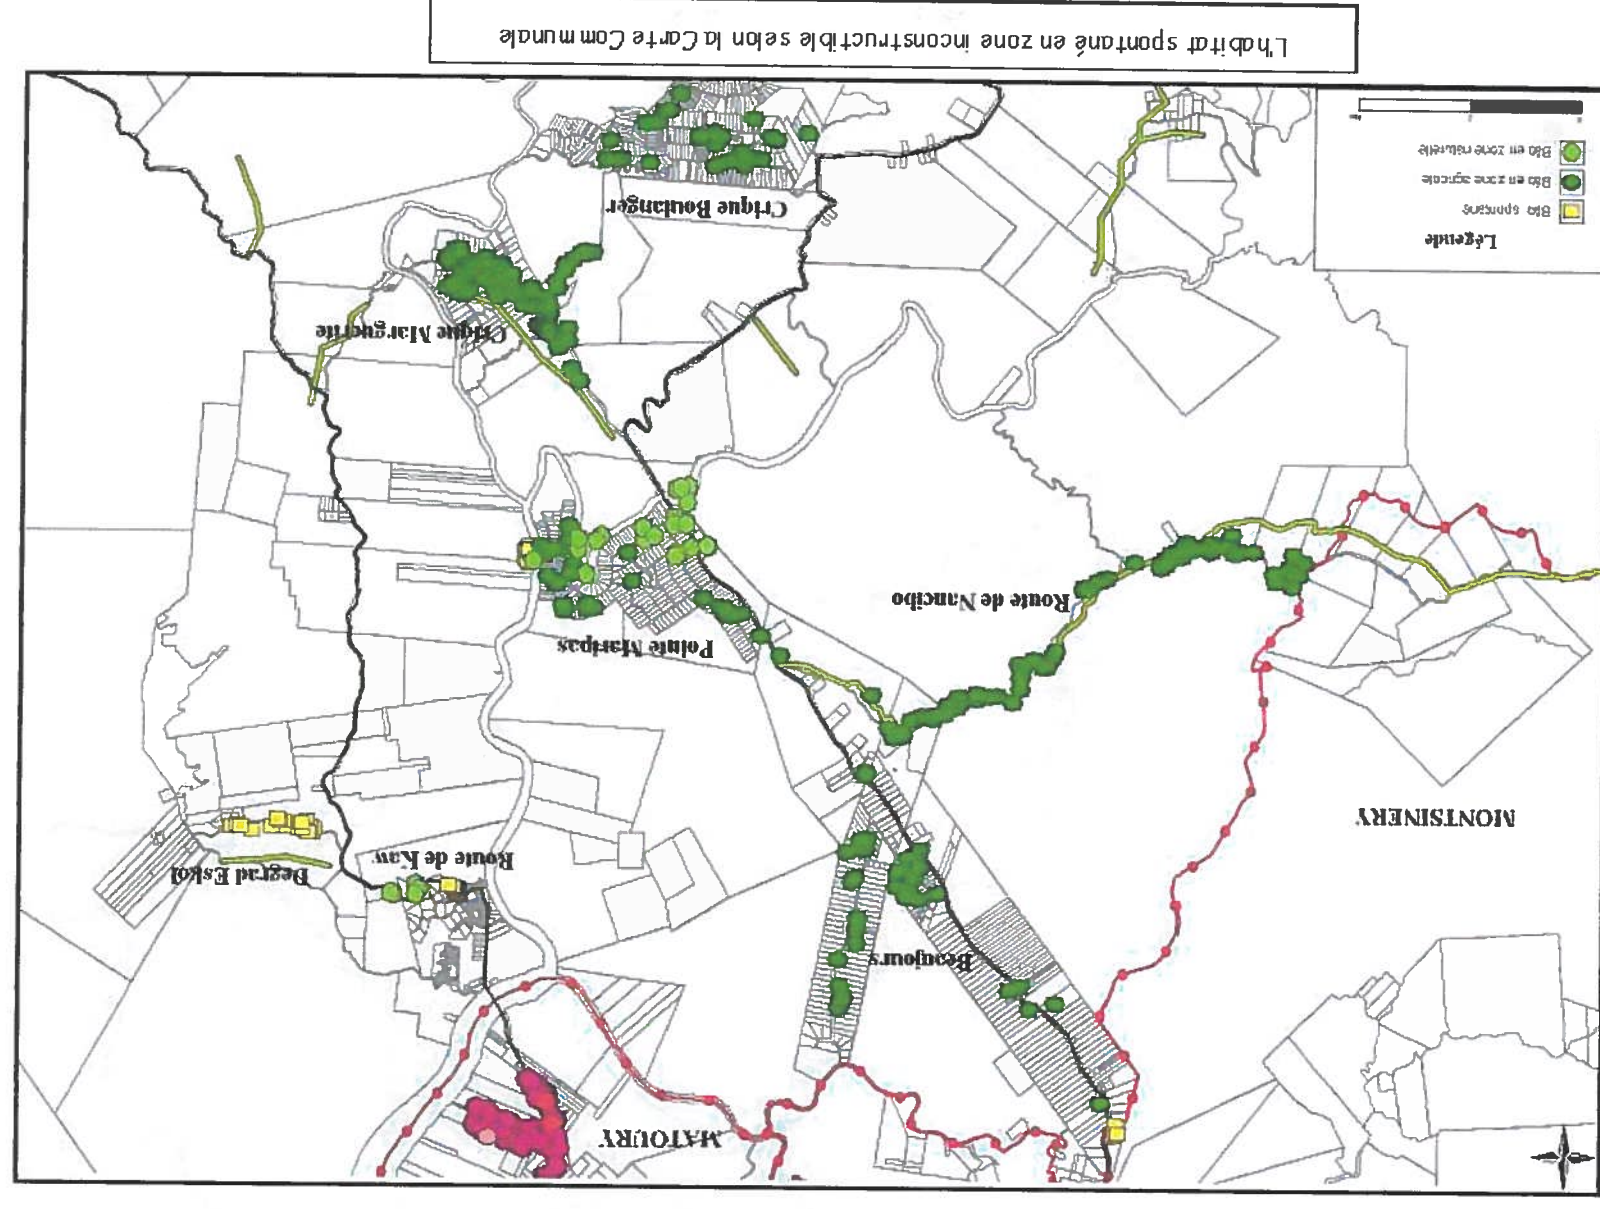 MATOURY
Beaujours
Route de Kaw
Degrad Eskol
MONTSINERY
Pointe Maripas
Route de Nancibo
Crique Marguerite
Crique Boulanger
Légende
Bâti spontané
Bâti en zone agricole
Bâti en zone naturelle
L'habitat spontané en zone inconstructible selon la Carte Communale